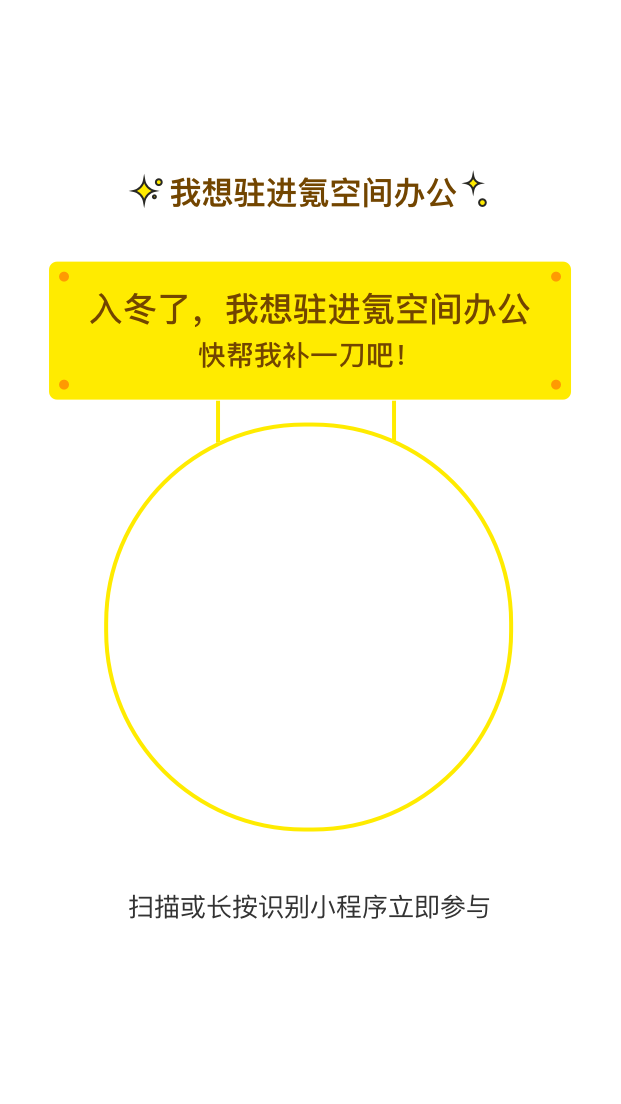 我想驻进氪空间办公
入冬了，我想驻进氪空间办公
快帮我补一刀吧！
扫描或长按识别小程序立即参与